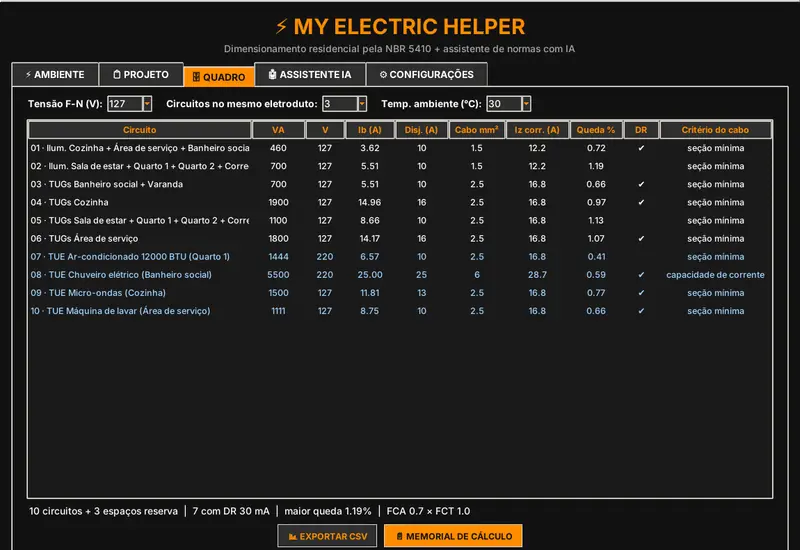 ⚡ MY ELECTRIC HELPER
Dimensionamento residencial pela NBR 5410 + assistente de normas com IA
⚡ AMBIENTE 📋 PROJETO 🗄 QUADRO 🤖 ASSISTENTE IA ⚙ CONFIGURAÇÕES
Tensão F-N (V): 127 Circuitos no mesmo eletroduto: 3 Temp. ambiente (°C): 30
Circuito VA V Ib (A) Disj. (A) Cabo mm² Iz corr. (A) Queda % DR Critério do cabo
01 · Ilum. Cozinha + Área de serviço + Banheiro socia 460 127 3.62 10 1.5 12.2 0.72 ✔ seção mínima
02 · Ilum. Sala de estar + Quarto 1 + Quarto 2 + Corre 700 127 5.51 10 1.5 12.2 1.19 seção mínima
03 · TUGs Banheiro social + Varanda 700 127 5.51 10 2.5 16.8 0.66 ✔ seção mínima
04 · TUGs Cozinha 1900 127 14.96 16 2.5 16.8 0.97 ✔ seção mínima
05 · TUGs Sala de estar + Quarto 1 + Quarto 2 + Corre 1100 127 8.66 10 2.5 16.8 1.13 seção mínima
06 · TUGs Área de serviço 1800 127 14.17 16 2.5 16.8 1.07 ✔ seção mínima
07 · TUE Ar-condicionado 12000 BTU (Quarto 1) 1444 220 6.57 10 2.5 16.8 0.41 seção mínima
08 · TUE Chuveiro elétrico (Banheiro social) 5500 220 25.00 25 6 28.7 0.59 ✔ capacidade de corrente
09 · TUE Micro-ondas (Cozinha) 1500 127 11.81 13 2.5 16.8 0.77 ✔ seção mínima
10 · TUE Máquina de lavar (Área de serviço) 1111 127 8.75 10 2.5 16.8 0.66 ✔ seção mínima
10 circuitos + 3 espaços reserva | 7 com DR 30 mA | maior queda 1.19% | FCA 0.7 × FCT 1.0
EXPORTAR CSV MEMORIAL DE CÁLCULO